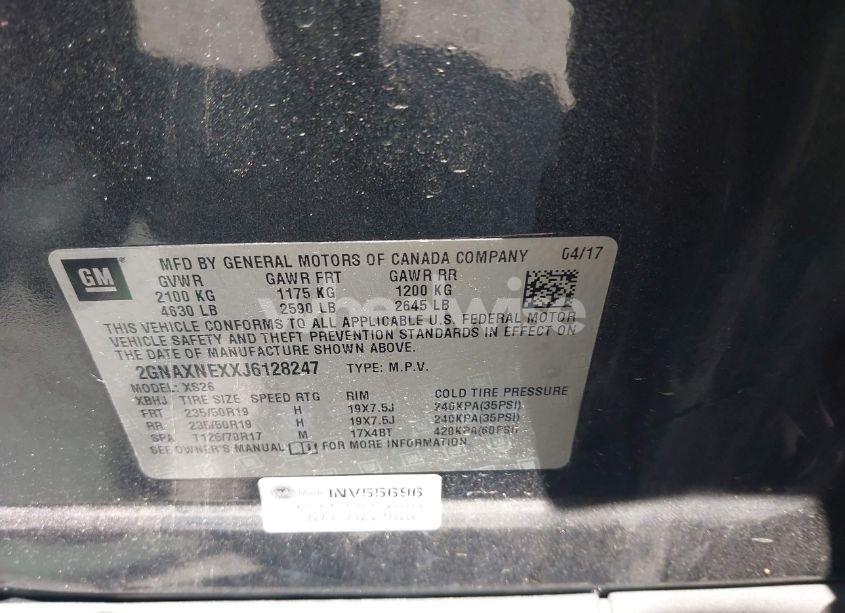 GM
MFD BY GENERAL MOTORS OF CANADA COMPANY 04/17
GVWR GAWR FRT GAWR RR
2100 KG 1175 KG 1200 KG
4630 LB 2590 LB 2645 LB
THIS VEHICLE CONFORMS TO ALL APPLICABLE U.S. FEDERAL MOTOR
VEHICLE SAFETY AND THEFT PREVENTION STANDARDS IN EFFECT ON
THE DATE OF MANUFACTURE SHOWN ABOVE.
2GNAXNEXXJ6128247 TYPE: M.P.V.
MODEL: XS26
XBHJ TIRE SIZE SPEED RTG RIM COLD TIRE PRESSURE
FRT 235/50R19 H 19X7.5J 240KPA(35PSI)
RR 235/50R19 H 19X7.5J 240KPA(35PSI)
SPA M 17X4BT 420KPA(60PSI)
SEE OWNER'S MANUAL FOR MORE INFORMATION
INV55696